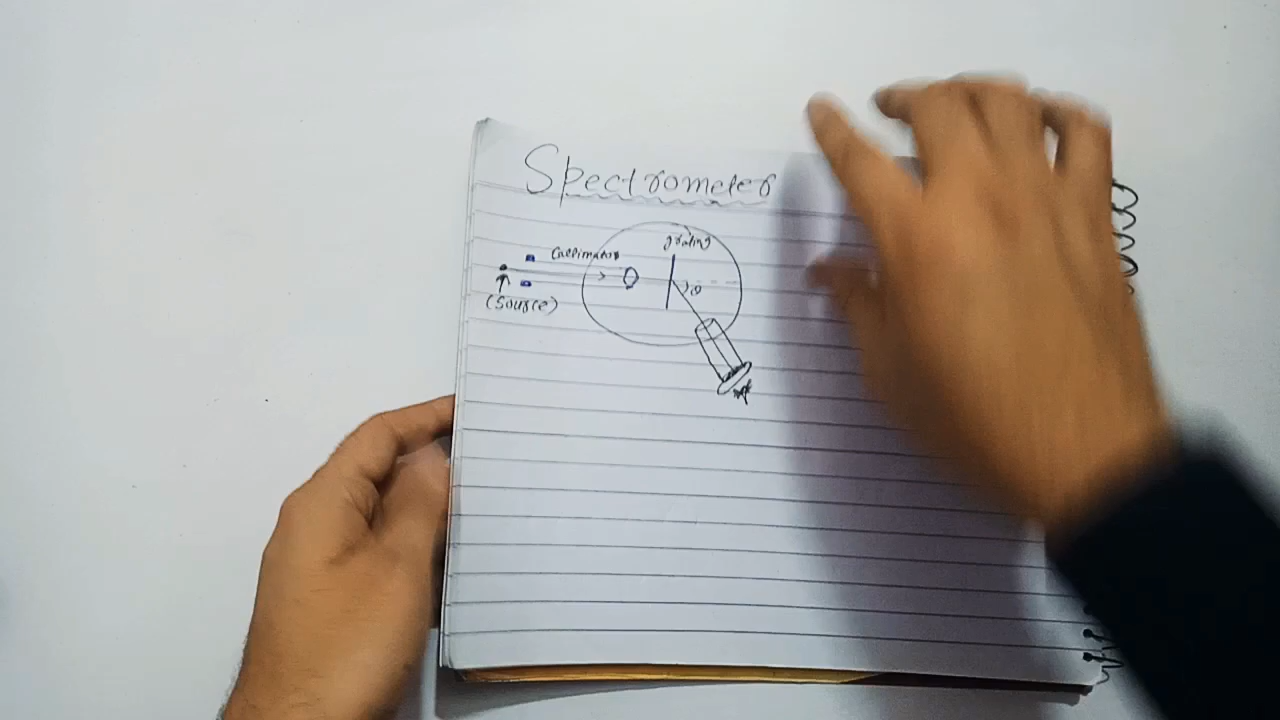 Spectrometer
grating
Collimator
θ
(Source)